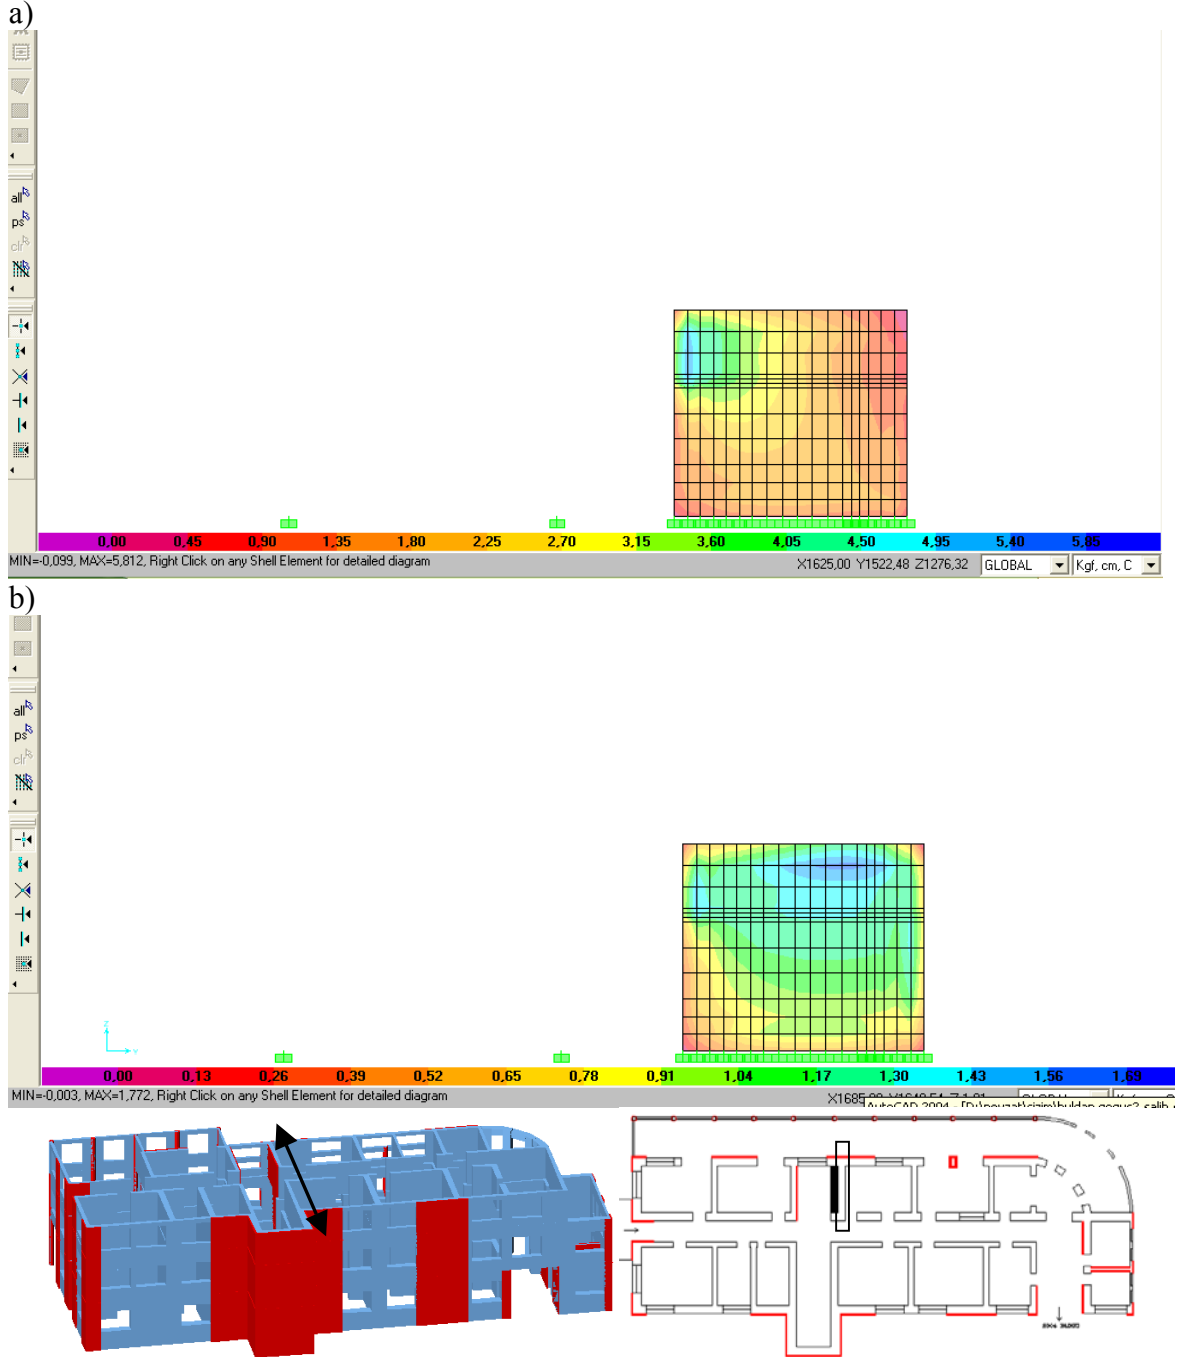 a)
all
ps
clr
0,00 0,45 0,90 1,35 1,80 2,25 2,70 3,15 3,60 4,05 4,50 4,95 5,40 5,85
MIN=-0,099, MAX=5,812, Right Click on any Shell Element for detailed diagram X1625,00 Y1522,48 Z1276,32 GLOBAL Kgf, cm, C
b)
all
ps
clr
Z
Y
0,00 0,13 0,26 0,39 0,52 0,65 0,78 0,91 1,04 1,17 1,30 1,43 1,56 1,69
MIN=-0,003, MAX=1,772, Right Click on any Shell Element for detailed diagram